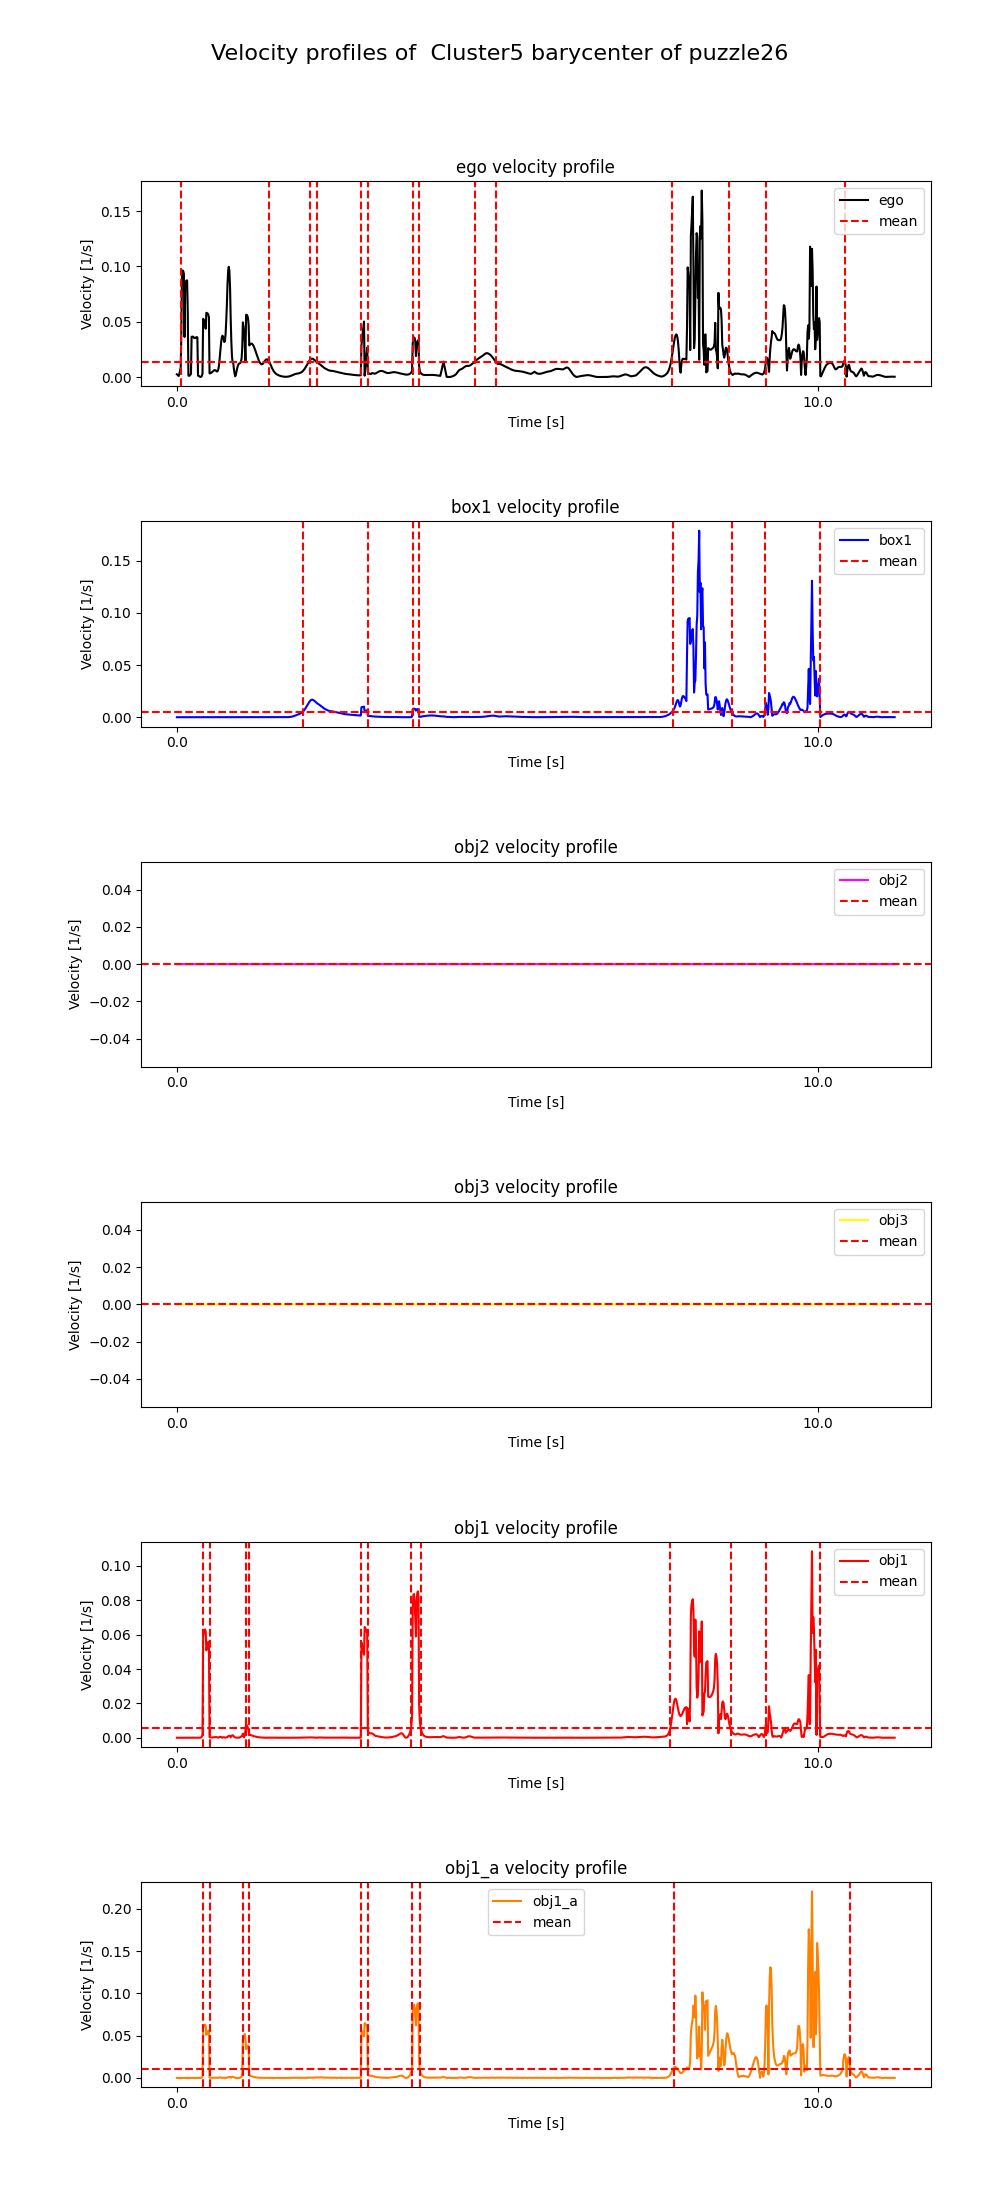 Velocity profiles of  Cluster5 barycenter of puzzle26
ego velocity profile
Velocity [1/s]
0.15
0.10
0.05
0.00
ego
mean
0.0
10.0
Time [s]
box1 velocity profile
Velocity [1/s]
0.15
0.10
0.05
0.00
box1
mean
0.0
10.0
Time [s]
obj2 velocity profile
Velocity [1/s]
0.04
0.02
0.00
−0.02
−0.04
obj2
mean
0.0
10.0
Time [s]
obj3 velocity profile
Velocity [1/s]
0.04
0.02
0.00
−0.02
−0.04
obj3
mean
0.0
10.0
Time [s]
obj1 velocity profile
Velocity [1/s]
0.10
0.08
0.06
0.04
0.02
0.00
obj1
mean
0.0
10.0
Time [s]
obj1_a velocity profile
Velocity [1/s]
0.20
0.15
0.10
0.05
0.00
obj1_a
mean
0.0
10.0
Time [s]